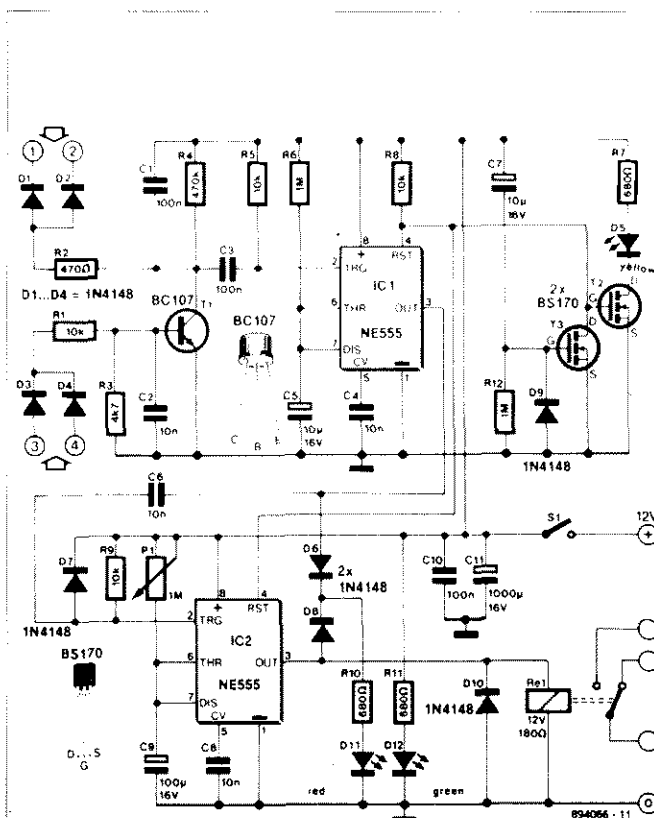 1 2
D1 D2
C1
100n
R4
470k
R5
10k
R6
1M
R8
10k
C7
10µ
16V
R7
680Ω
D5
yellow
R2
470Ω
D1...D4 = 1N4148
C3
100n
BC107
T1
BC107
8
+
4
RST
2 TRG
IC1
6 THR
OUT 3
7 DIS
NE555
CV
5
1
2x
BS170
T2
D
G
S
T3
D
G
S
R1
10k
D3 D4
3 4
R3
4k7
C2
10n
C
B
E
C5
10µ
16V
C4
10n
R12
1M
D9
1N4148
C6
10n
S1
12V
+
D7
1N4148
R9
10k
P1
1M
8
+
4
RST
2 TRG
IC2
6 THR
OUT 3
7 DIS
NE555
CV
5
1
D6
2x
1N4148
D8
C10
100n
C11
1000µ
16V
BS170
D...S
G
C9
100µ
16V
C8
10n
R10
680Ω
R11
680Ω
D11
D12
red
green
D10
1N4148
Re1
12V
180Ω
894066 - 11